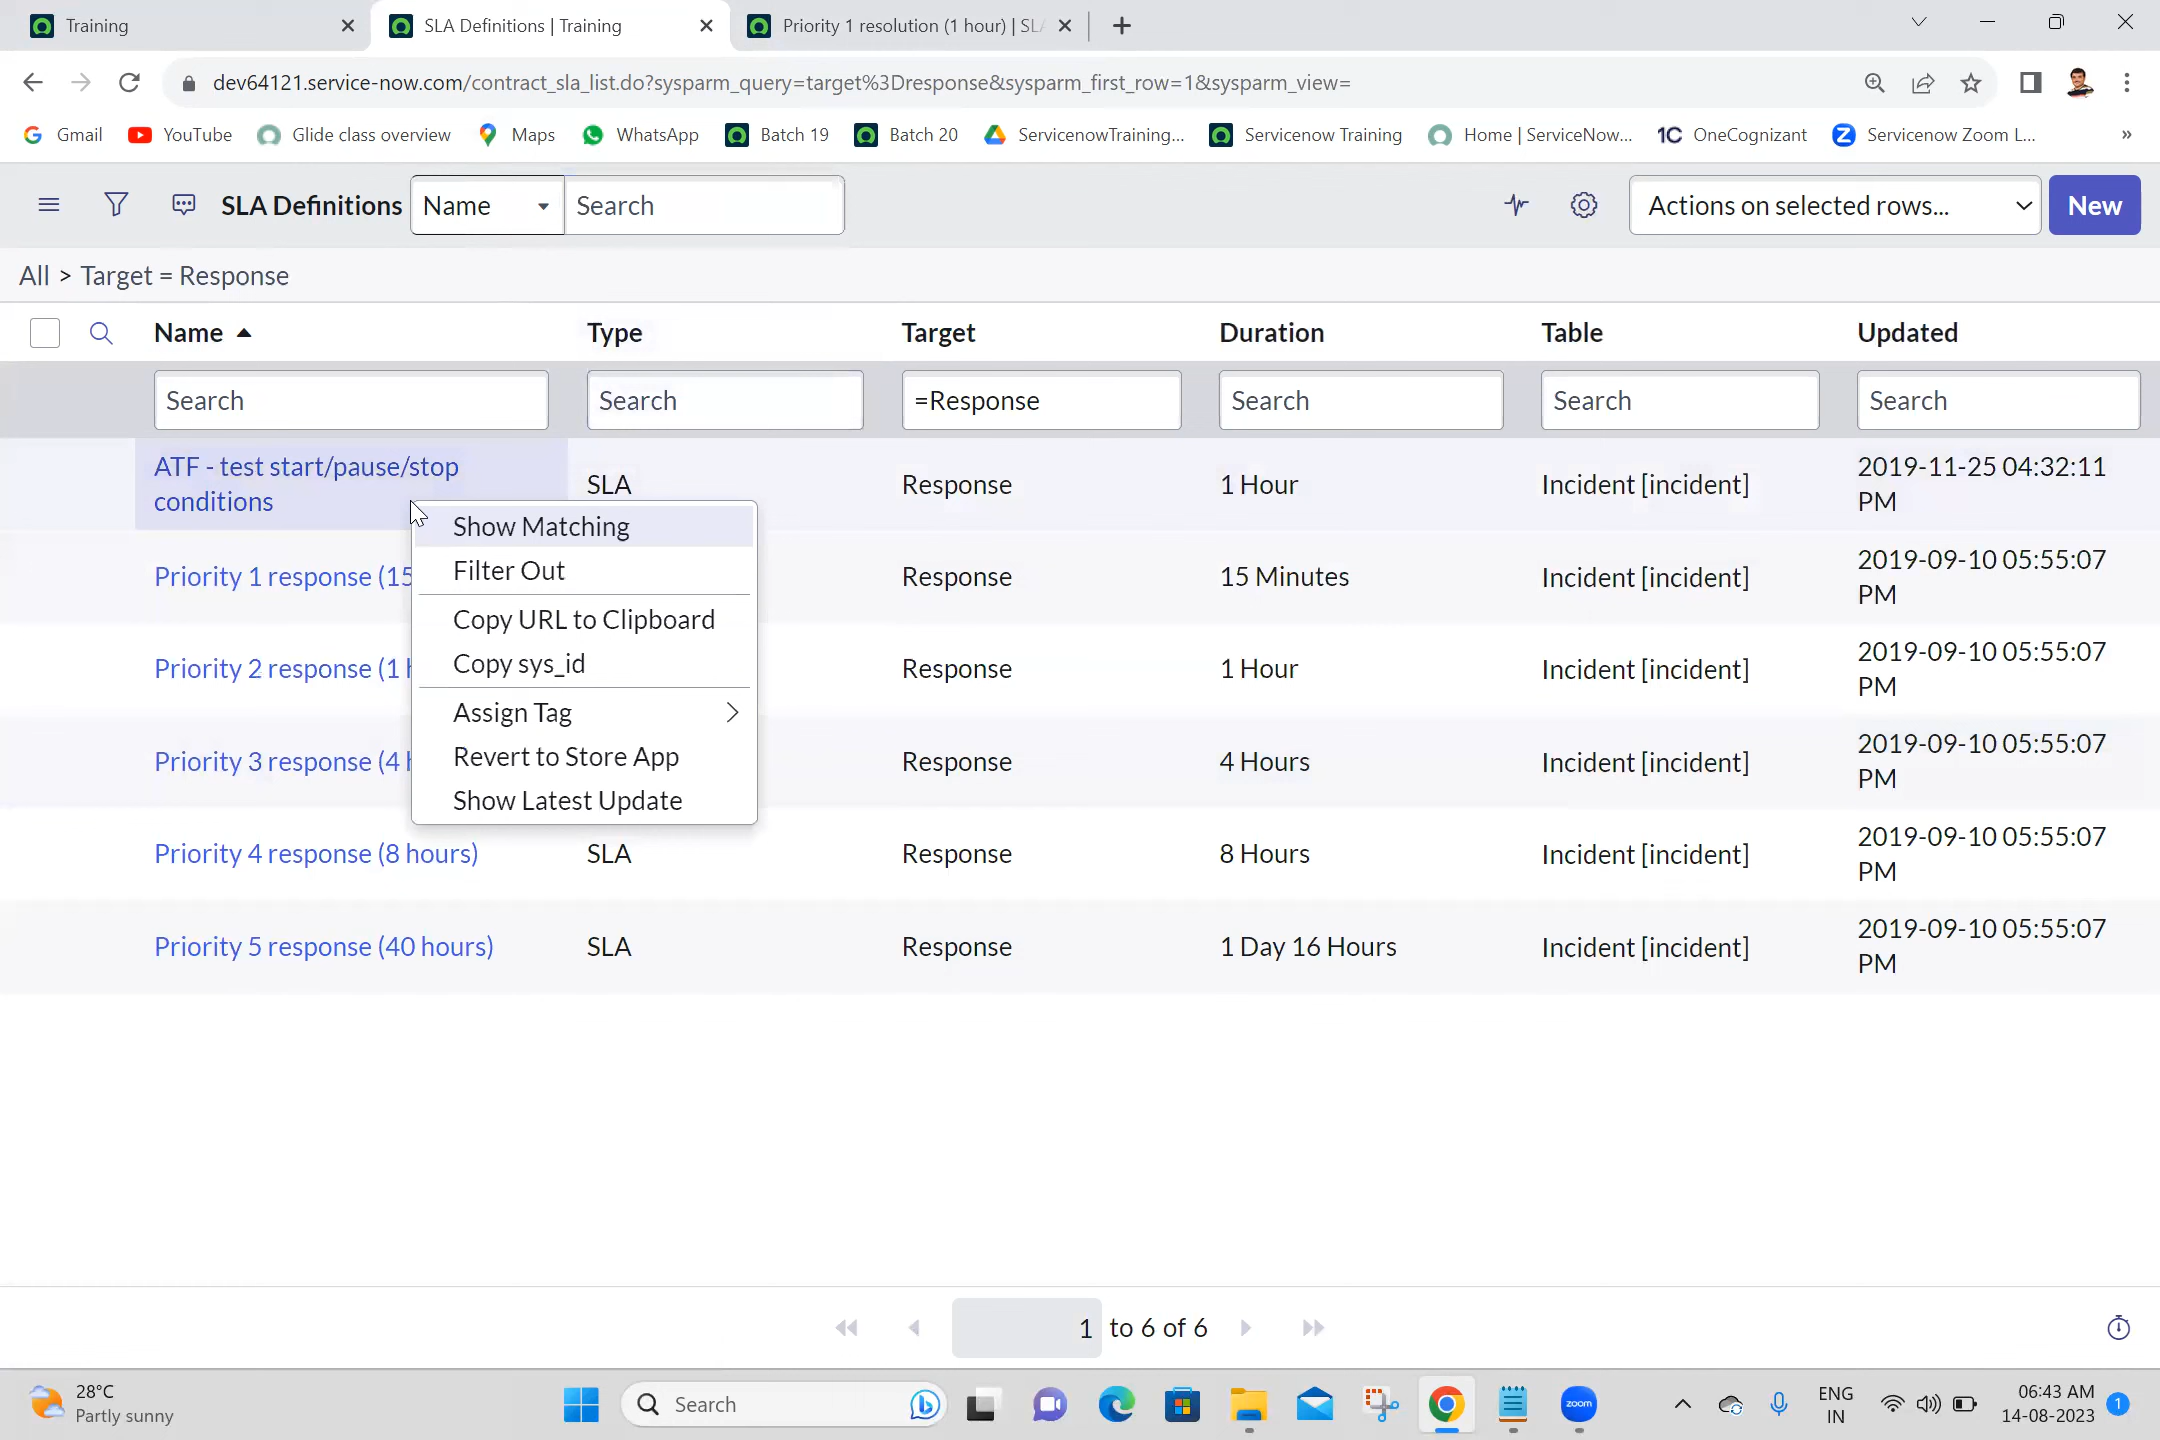 Training
SLA Definitions | Training
Priority 1 resolution (1 hour) | SL
dev64121.service-now.com/contract_sla_list.do?sysparm_query=target%3Dresponse&sysparm_first_row=1&sysparm_view=
Gmail YouTube Glide class overview Maps WhatsApp Batch 19 Batch 20 ServicenowTraining... Servicenow Training Home | ServiceNow... 1C OneCognizant Servicenow Zoom L... »
SLA Definitions Name Search Actions on selected rows... New
All > Target = Response
Name Type Target Duration Table Updated
Search Search =Response Search Search Search
ATF - test start/pause/stop
conditions
SLA Response 1 Hour Incident [incident] 2019-11-25 04:32:11
PM
Priority 1 response (15 Response 15 Minutes Incident [incident] 2019-09-10 05:55:07
PM
Priority 2 response (1 Response 1 Hour Incident [incident] 2019-09-10 05:55:07
PM
Priority 3 response (4 Response 4 Hours Incident [incident] 2019-09-10 05:55:07
PM
Priority 4 response (8 hours) SLA Response 8 Hours Incident [incident] 2019-09-10 05:55:07
PM
Priority 5 response (40 hours) SLA Response 1 Day 16 Hours Incident [incident] 2019-09-10 05:55:07
PM
Show Matching
Filter Out
Copy URL to Clipboard
Copy sys_id
Assign Tag
Revert to Store App
Show Latest Update
1 to 6 of 6
28°C
Partly sunny
Search
zoom
ENG
IN
06:43 AM
14-08-2023
1